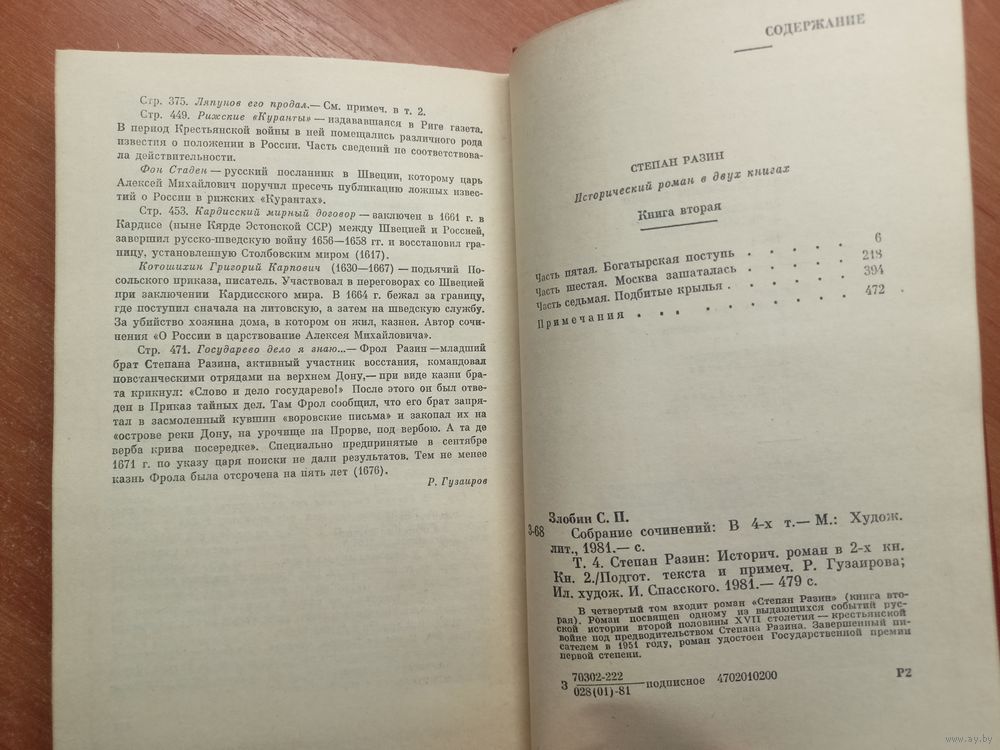 Стр. 375. Ляпунов его продал.— См. примеч. в т. 2.
Стр. 449. Рижские «Куранты» — издававшаяся в Риге газета.
В период Крестьянской войны в ней помещались различного рода
известия о положении в России. Часть сведений не соответствова-
ла действительности.
Фон Стаден — русский посланник в Швеции, которому царь
Алексей Михайлович поручил пресечь публикацию ложных извес-
тий о России в рижских «Курантах».
Стр. 453. Кардисский мирный договор — заключен в 1661 г. в
Кардисе (ныне Кярде Эстонской ССР) между Швецией и Россией,
завершил русско-шведскую войну 1656—1658 гг. и восстановил гра-
ницу, установленную Столбовским миром (1617).
Котошихин Григорий Карпович (1630—1667) — подьячий По-
сольского приказа, писатель. Участвовал в переговорах со Швецией
при заключении Кардисского мира. В 1664 г. бежал за границу,
где поступил сначала на литовскую, а затем на шведскую службу.
За убийство хозяина дома, в котором он жил, казнен. Автор сочи-
нения «О России в царствование Алексея Михайловича».
Стр. 471. Государево дело я знаю...— Фрол Разин — младший
брат Степана Разина, активный участник восстания, командовал
повстанческими отрядами на верхнем Дону,— при виде казни бра-
та крикнул: «Слово и дело государево!» После этого он был отве-
ден в Приказ тайных дел. Там Фрол сообщил, что его брат запря-
тал в засмоленный кувшин «воровские письма» и закопал их на
«острове реки Дону, на урочище на Прорве, под вербою. А та де
верба крива посередке». Специально предпринятые в сентябре
1671 г. по указу царя поиски не дали результатов. Тем не менее
казнь Фрола была отсрочена на пять лет (1676).
Р. Гузаиров
СОДЕРЖАНИЕ
СТЕПАН РАЗИН
Исторический роман в двух книгах
Книга вторая
Часть пятая. Богатырская поступь . . . . . 6
Часть шестая. Москва зашаталась . . . . . 218
Часть седьмая. Подбитые крылья . . . . . 394
Примечания . . . . . . . . . 472
Злобин С. П.
З-68 Собрание сочинений: В 4-х т.— М.: Худож.
лит., 1981.— с.
Т. 4. Степан Разин: Историч. роман в 2-х кн.
Кн. 2./Подгот. текста и примеч. Р. Гузаирова;
Ил. худож. И. Спасского. 1981.— 479 с.
В четвертый том входит роман «Степан Разин» (книга вто-
рая). Роман посвящен одному из выдающихся событий рус-
ской истории второй половины XVII столетия — крестьянской
войне под предводительством Степана Разина. Завершенный пи-
сателем в 1951 году, роман удостоен Государственной премии
первой степени.
З 70302-222
028(01)-81 —подписное 4702010200 Р2
www.ay.by